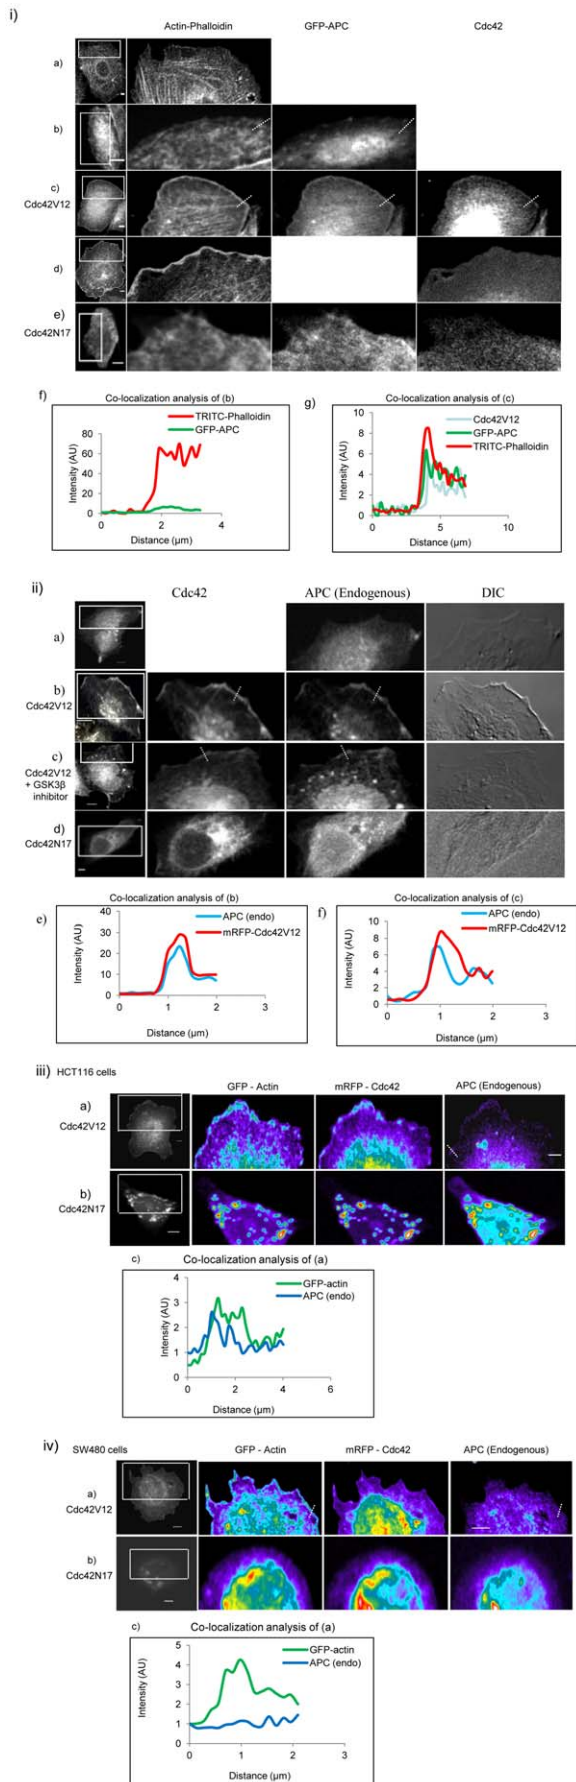 i)
Actin-Phalloidin GFP-APC Cdc42
a)
b)
c)
Cdc42V12
d)
e)
Cdc42N17
f) Co-localization analysis of (b)
TRITC-Phalloidin
GFP-APC
Intensity (AU)
80
60
40
20
0
0 2 4
Distance (µm)
g) Co-localization analysis of (c)
Cdc42V12
GFP-APC
TRITC-Phalloidin
Intensity (AU)
10
8
6
4
2
0
0 5 10
Distance (µm)
ii)
Cdc42 APC (Endogenous) DIC
a)
b)
Cdc42V12
c)
Cdc42V12
+ GSK3β
inhibitor
d)
Cdc42N17
e) Co-localization analysis of (b)
APC (endo)
mRFP-Cdc42V12
Intensity (AU)
40
30
20
10
0
0 1 2 3
Distance (µm)
f) Co-localization analysis of (c)
APC (endo)
mRFP-Cdc42V12
Intensity (AU)
10
8
6
4
2
0
0 1 2 3
Distance (µm)
iii) HCT116 cells
GFP - Actin mRFP - Cdc42 APC (Endogenous)
a)
Cdc42V12
b)
Cdc42N17
c) Co-localization analysis of (a)
GFP-actin
APC (endo)
Intensity (AU)
4
3
2
1
0
0 2 4 6
Distance (µm)
iv) SW480 cells
GFP - Actin mRFP - Cdc42 APC (Endogenous)
a)
Cdc42V12
b)
Cdc42N17
c) Co-localization analysis of (a)
GFP-actin
APC (endo)
Intensity (AU)
5
4
3
2
1
0
0 1 2 3
Distance (µm)